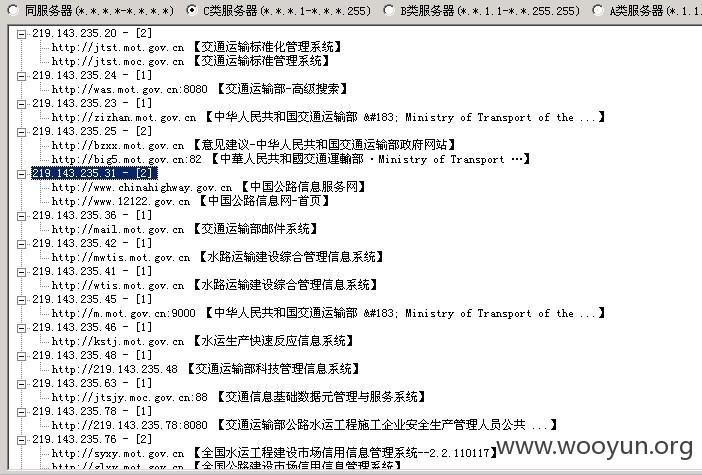 同服务器(*.*.*.*-*.*.*.*) C类服务器(*.*.*.1-*.*.*.255) B类服务器(*.*.1.1-*.*.255.255) A类服务器(*.1.1.
219.143.235.20 - [2]
http://jtst.mot.gov.cn 【交通运输标准化管理系统】
http://jtst.moc.gov.cn 【交通运输标准管理系统】
219.143.235.24 - [1]
http://was.mot.gov.cn:8080 【交通运输部-高级搜索】
219.143.235.23 - [1]
http://zizhan.mot.gov.cn 【中华人民共和国交通运输部 &#183; Ministry of Transport of the ...】
219.143.235.25 - [2]
http://bzxx.mot.gov.cn 【意见建议-中华人民共和国交通运输部政府网站】
http://big5.mot.gov.cn:82 【中華人民共和國交通運輸部 ·Ministry of Transport …】
219.143.235.31 - [2]
http://www.chinahighway.gov.cn 【中国公路信息服务网】
http://www.12122.gov.cn 【中国公路信息网-首页】
219.143.235.36 - [1]
http://mail.mot.gov.cn 【交通运输部邮件系统】
219.143.235.42 - [1]
http://mwtis.mot.gov.cn 【水路运输建设综合管理信息系统】
219.143.235.41 - [1]
http://wtis.mot.gov.cn 【水路运输建设综合管理信息系统】
219.143.235.45 - [1]
http://m.mot.gov.cn:9000 【中华人民共和国交通运输部 &#183; Ministry of Transport of the ...】
219.143.235.46 - [1]
http://kstj.mot.gov.cn 【水运生产快速反应信息系统】
219.143.235.48 - [1]
http://219.143.235.48 【交通运输部科技管理信息系统】
219.143.235.63 - [1]
http://jtsjy.moc.gov.cn:88 【交通信息基础数据元管理与服务系统】
219.143.235.78 - [1]
http://219.143.235.78:8080 【交通运输部公路水运工程施工企业安全生产管理人员公共 ...】
219.143.235.76 - [2]
http://syxy.mot.gov.cn 【全国水运工程建设市场信用信息管理系统--2.2.110117】
http://glxy.mot.gov.cn 【全国公路建设市场信用信息管理系统】
www.wooyun.org